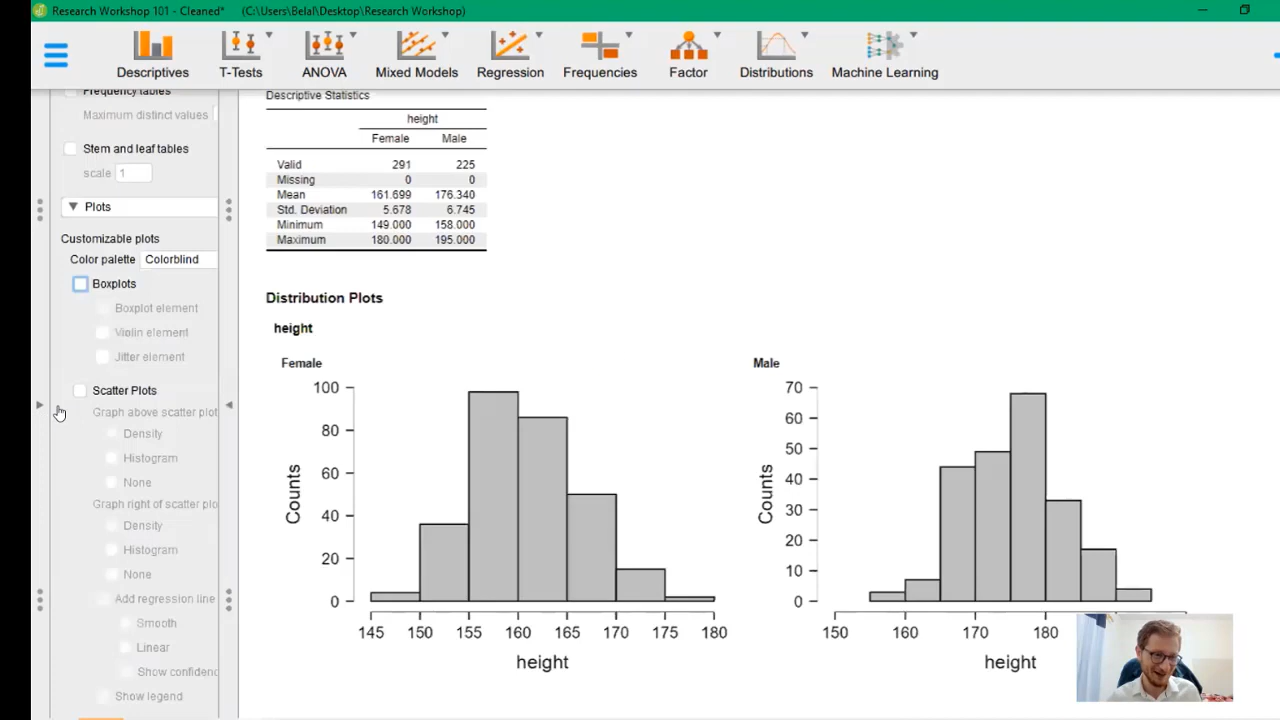 Research Workshop 101 - Cleaned* (C:\Users\Belal\Desktop\Research Workshop)
Descriptives T-Tests ANOVA Mixed Models Regression Frequencies Factor Distributions Machine Learning
Frequency tables
Maximum distinct values
Stem and leaf tables
scale 1
Plots
Customizable plots
Color palette Colorblind
Boxplots
Boxplot element
Violin element
Jitter element
Scatter Plots
Graph above scatter plot
Density
Histogram
None
Graph right of scatter plo
Density
Histogram
None
Add regression line
Smooth
Linear
Show confidenc
Show legend
Descriptive Statistics
height
Female Male
Valid 291 225
Missing 0 0
Mean 161.699 176.340
Std. Deviation 5.678 6.745
Minimum 149.000 158.000
Maximum 180.000 195.000
Distribution Plots
height
Female
100
80
60
40
20
0
Counts
145 150 155 160 165 170 175 180
height
Male
70
60
50
40
30
20
10
0
Counts
150 160 170 180
height